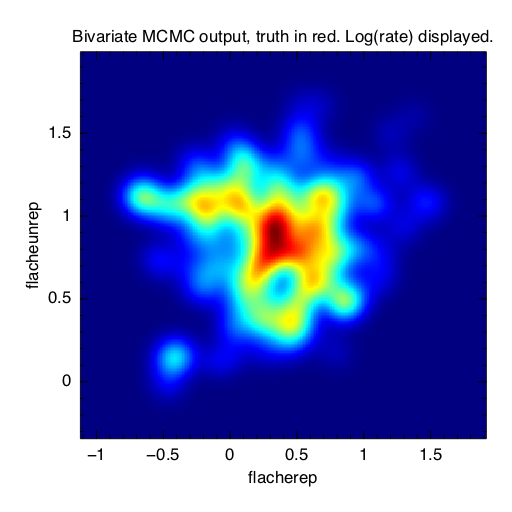 Bivariate MCMC output, truth in red. Log(rate) displayed.
1.5
1
0.5
0
flacheunrep
−1 −0.5 0 0.5 1 1.5
flacherep